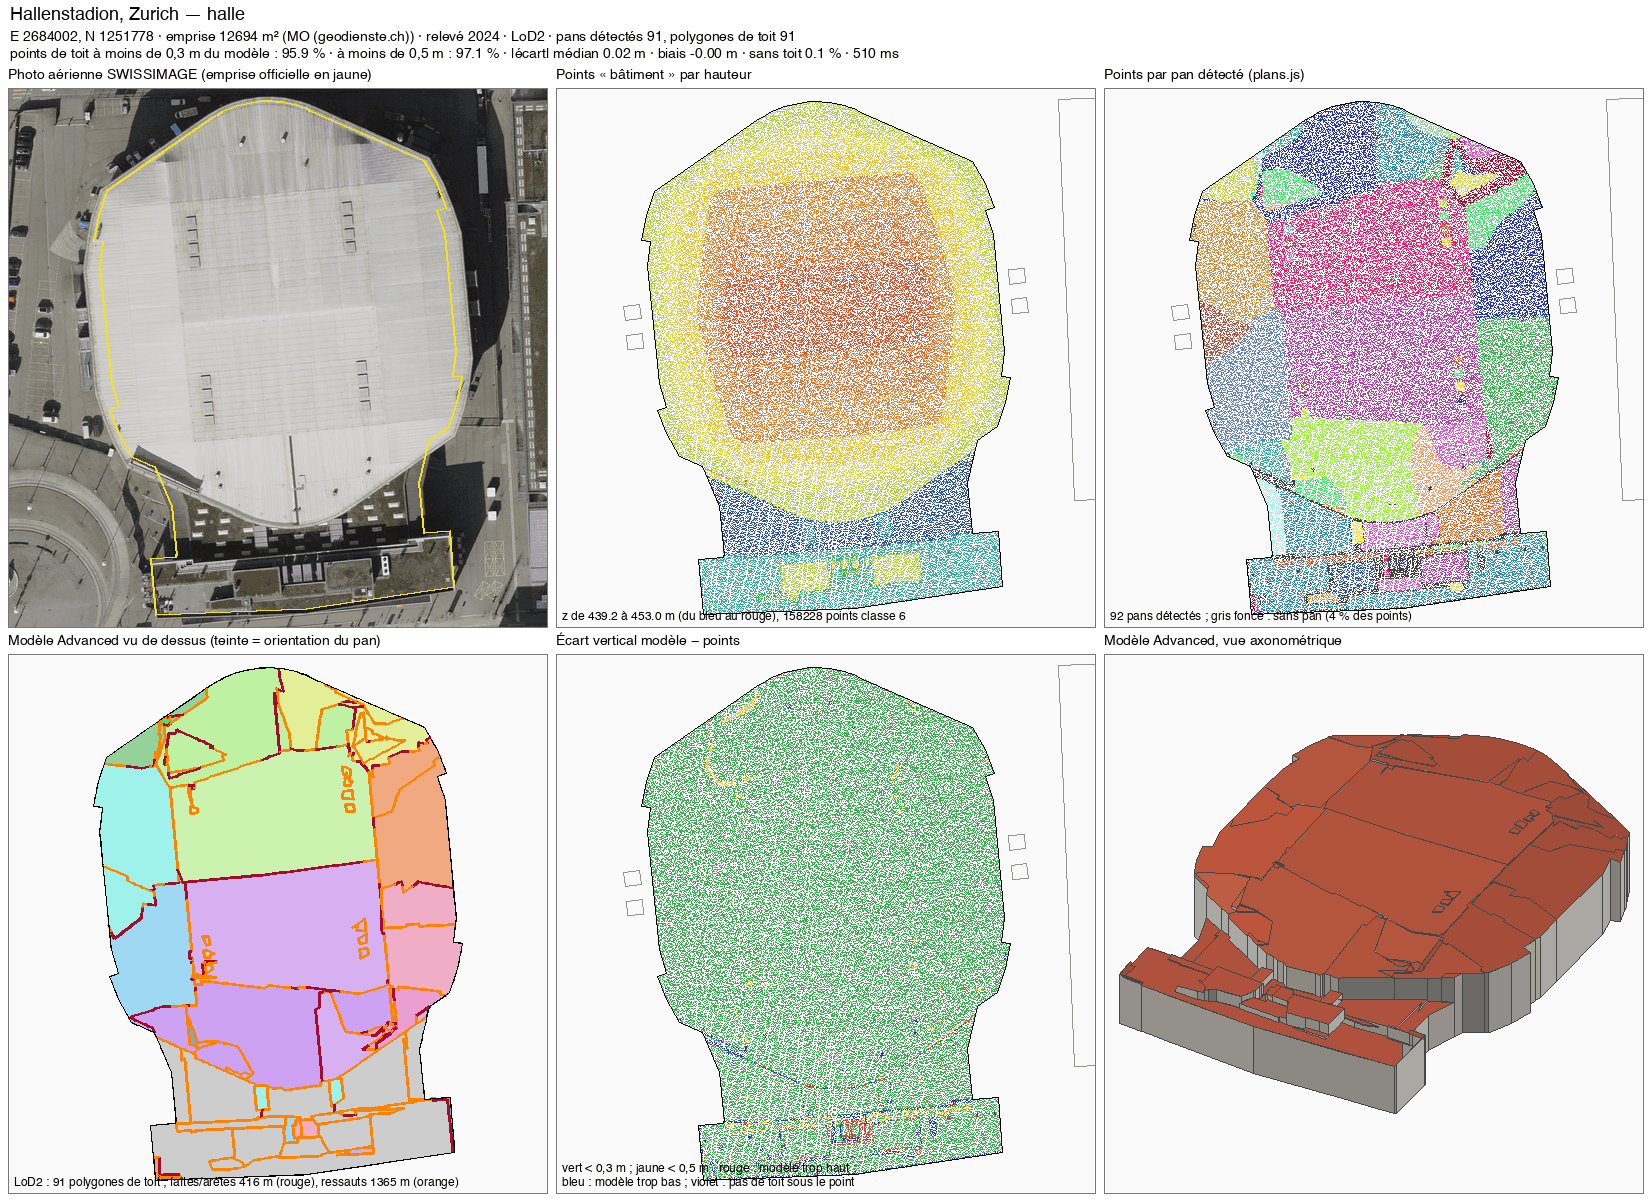 Hallenstadion, Zurich — halle
E 2684002, N 1251778 · emprise 12694 m² (MO (geodienste.ch)) · relevé 2024 · LoD2 · pans détectés 91, polygones de toit 91
points de toit à moins de 0,3 m du modèle : 95.9 % · à moins de 0,5 m : 97.1 % · |écart| médian 0.02 m · biais -0.00 m · sans toit 0.1 % · 510 ms
Photo aérienne SWISSIMAGE (emprise officielle en jaune)
Points « bâtiment » par hauteur
Points par pan détecté (plans.js)
z de 439.2 à 453.0 m (du bleu au rouge), 158228 points classe 6
92 pans détectés ; gris foncé : sans pan (4 % des points)
Modèle Advanced vu de dessus (teinte = orientation du pan)
Écart vertical modèle – points
Modèle Advanced, vue axonométrique
LoD2 : 91 polygones de toit ; faîtes/arêtes 416 m (rouge), ressauts 1365 m (orange)
vert < 0,3 m ; jaune < 0,5 m ; rouge : modèle trop haut
bleu : modèle trop bas ; violet : pas de toit sous le point